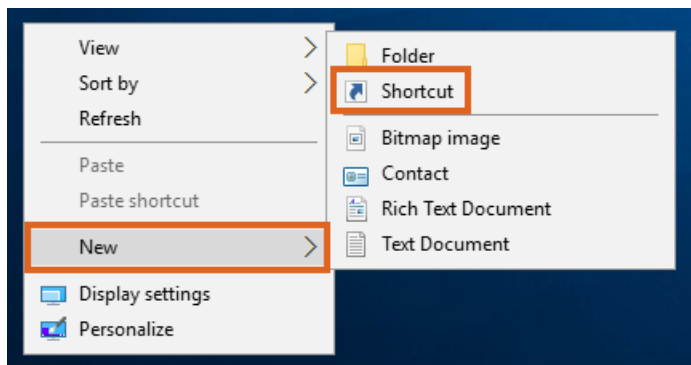 View
Sort by
Refresh
Paste
Paste shortcut
New
Display settings
Personalize
Folder
Shortcut
Bitmap image
Contact
Rich Text Document
Text Document